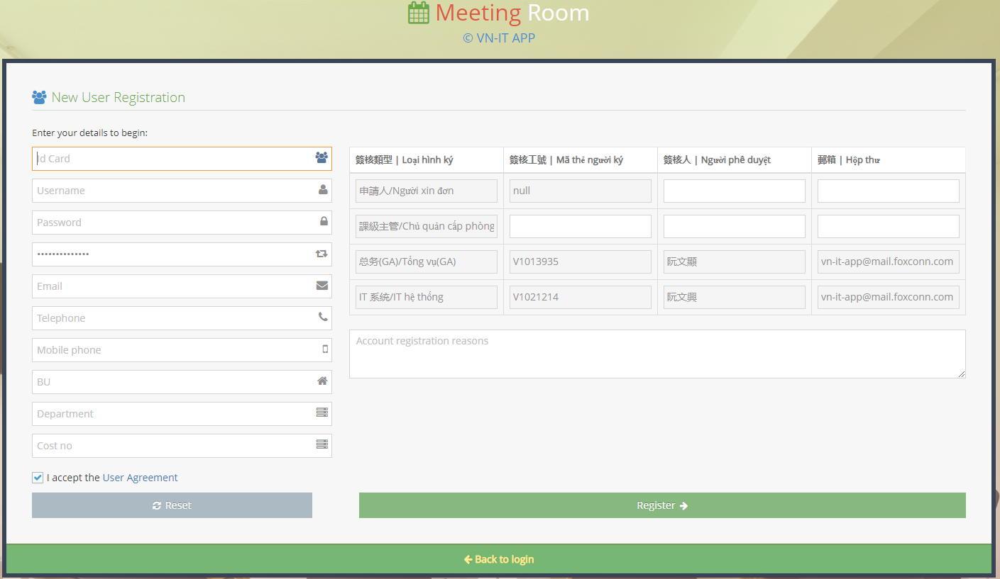 Meeting Room
© VN-IT APP
New User Registration
Enter your details to begin:
Id Card
Username
Password
••••••••••••••
Email
Telephone
Mobile phone
BU
Department
Cost no
I accept the User Agreement
Reset
簽核類型 | Loại hình ký
簽核工號 | Mã thẻ người ký
簽核人 | Người phê duyệt
郵箱 | Hộp thư
申請人/Người xin đơn
null
課級主管/Chủ quản cấp phòng
总务(GA)/Tổng vụ(GA)
V1013935
阮文顯
vn-it-app@mail.foxconn.com
IT 系统/IT hệ thống
V1021214
阮文興
vn-it-app@mail.foxconn.com
Account registration reasons
Register
Back to login